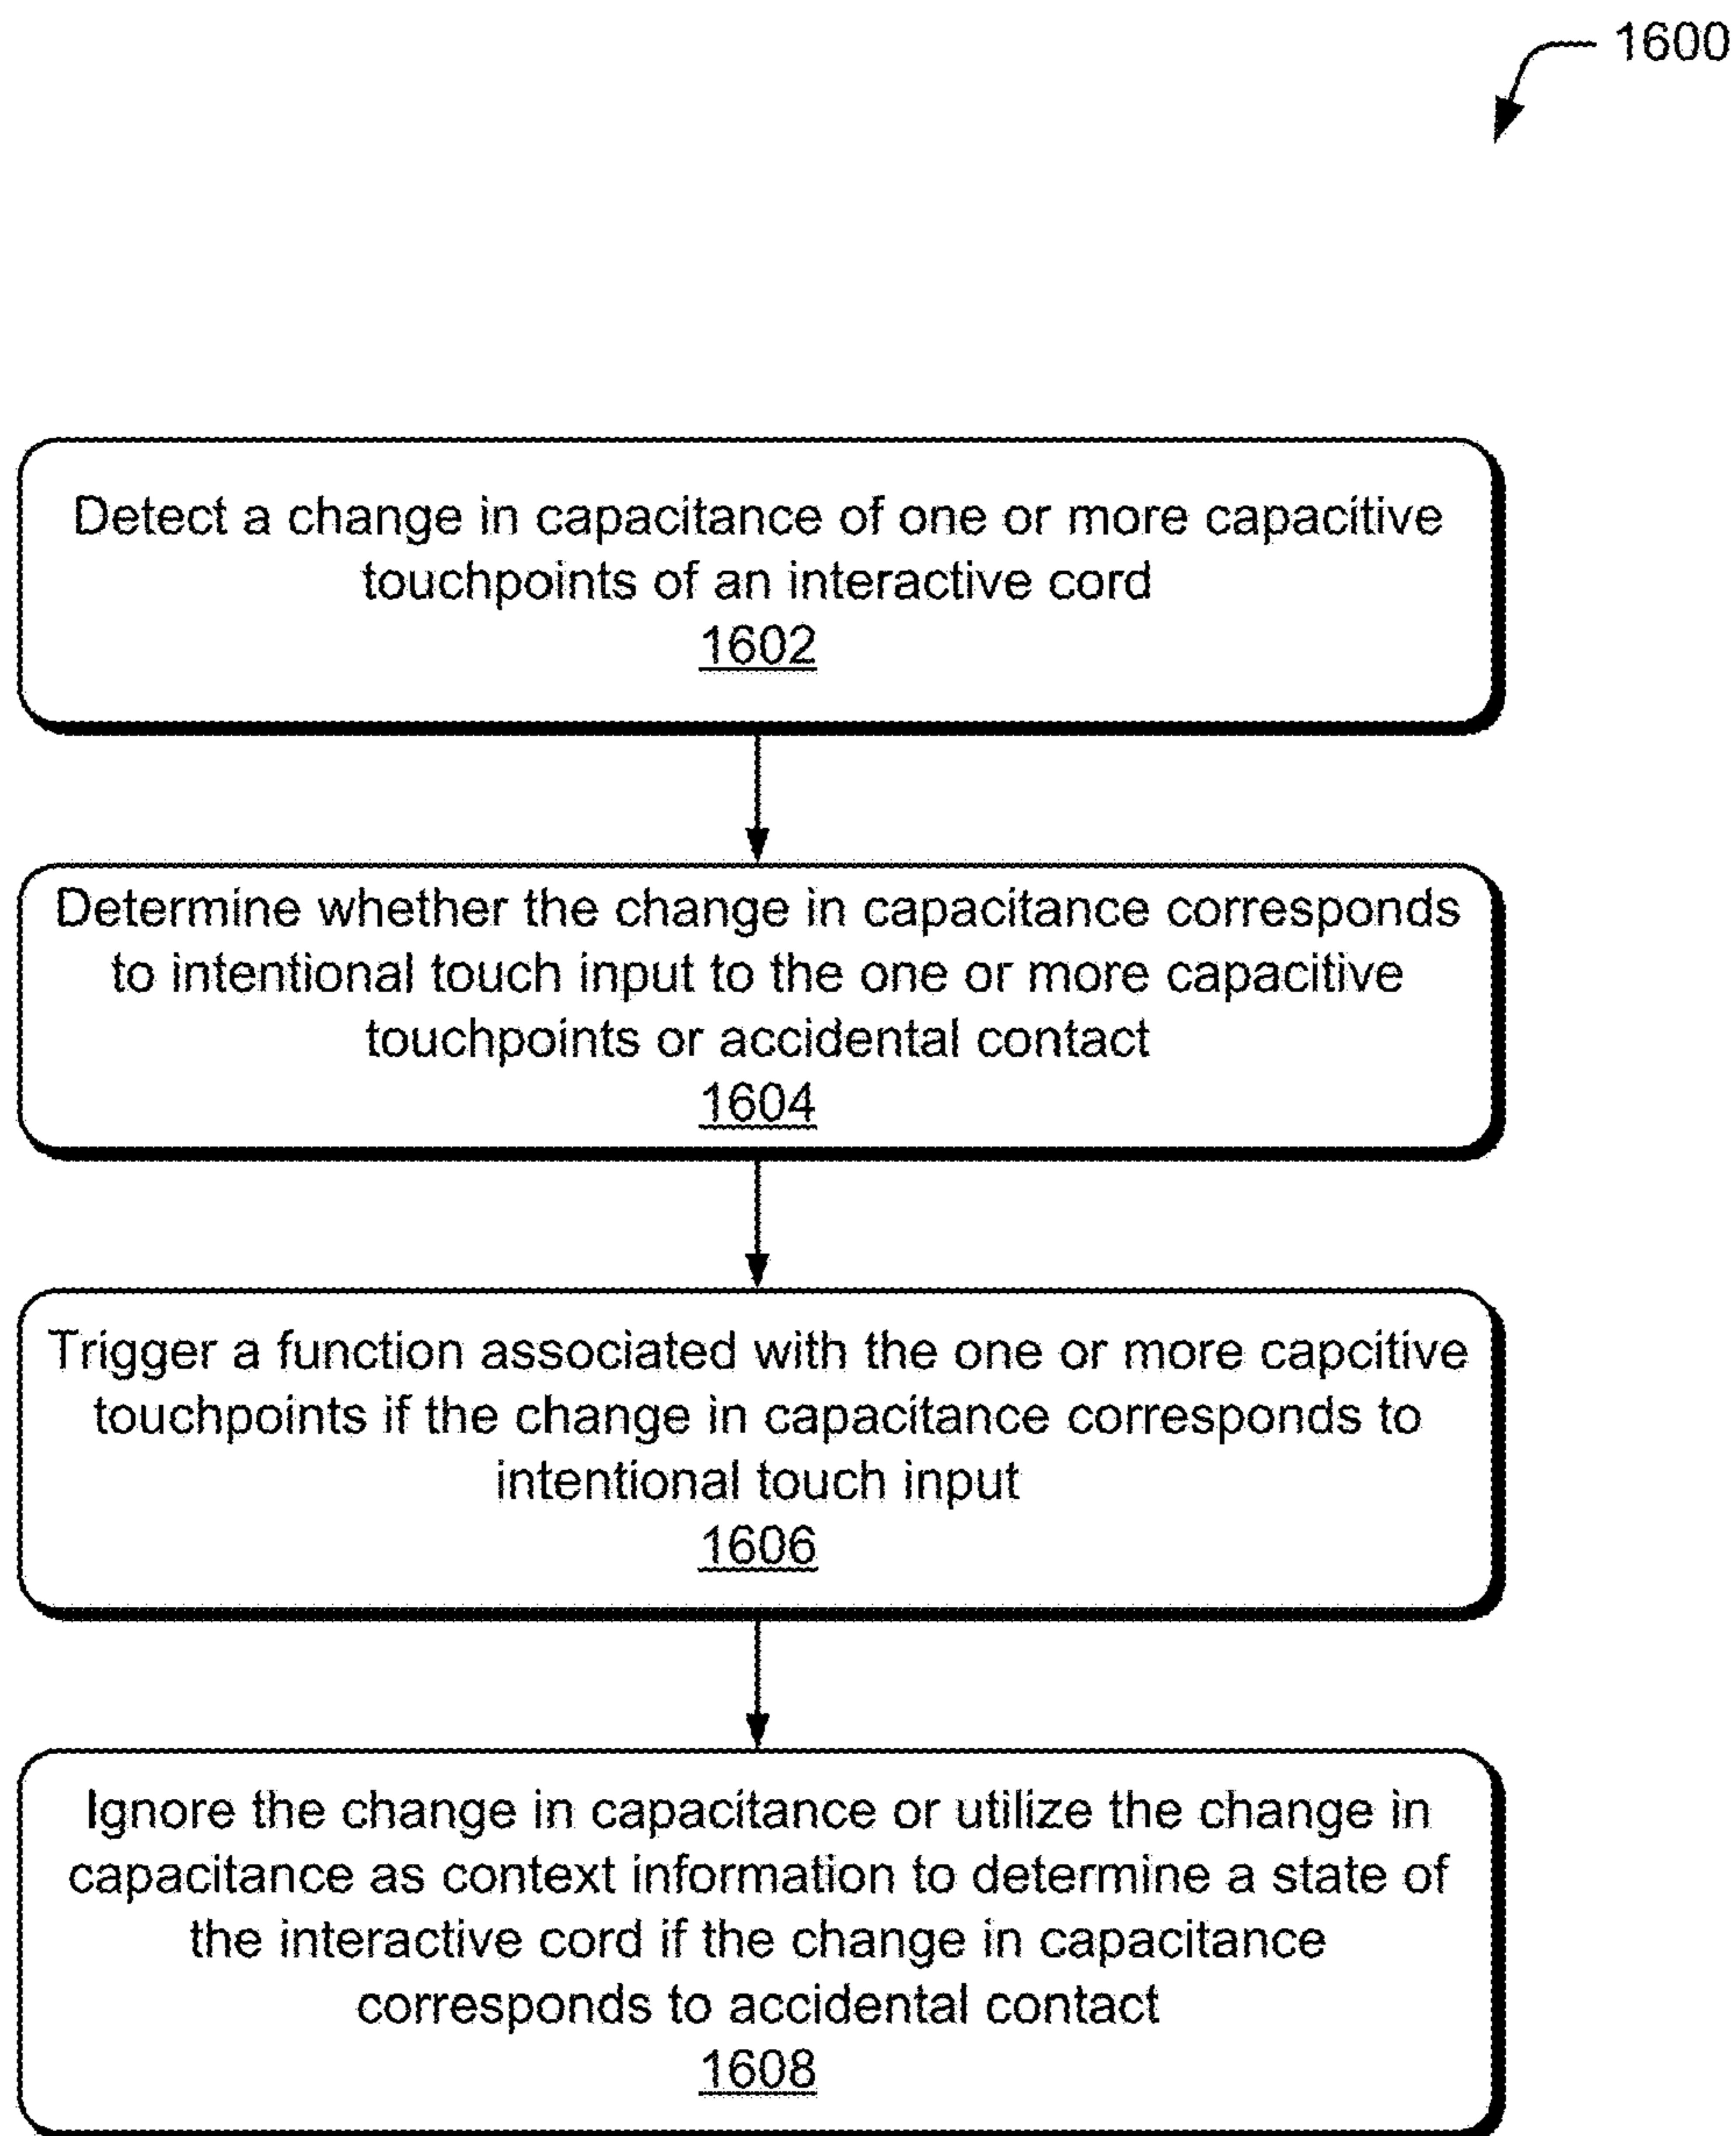 1600
Detect a change in capacitance of one or more capacitive
touchpoints of an interactive cord
1602
Determine whether the change in capacitance corresponds
to intentional touch input to the one or more capacitive
touchpoints or accidental contact
1604
Trigger a function associated with the one or more capcitive
touchpoints if the change in capacitance corresponds to
intentional touch input
1606
Ignore the change in capacitance or utilize the change in
capacitance as context information to determine a state of
the interactive cord if the change in capacitance
corresponds to accidental contact
1608